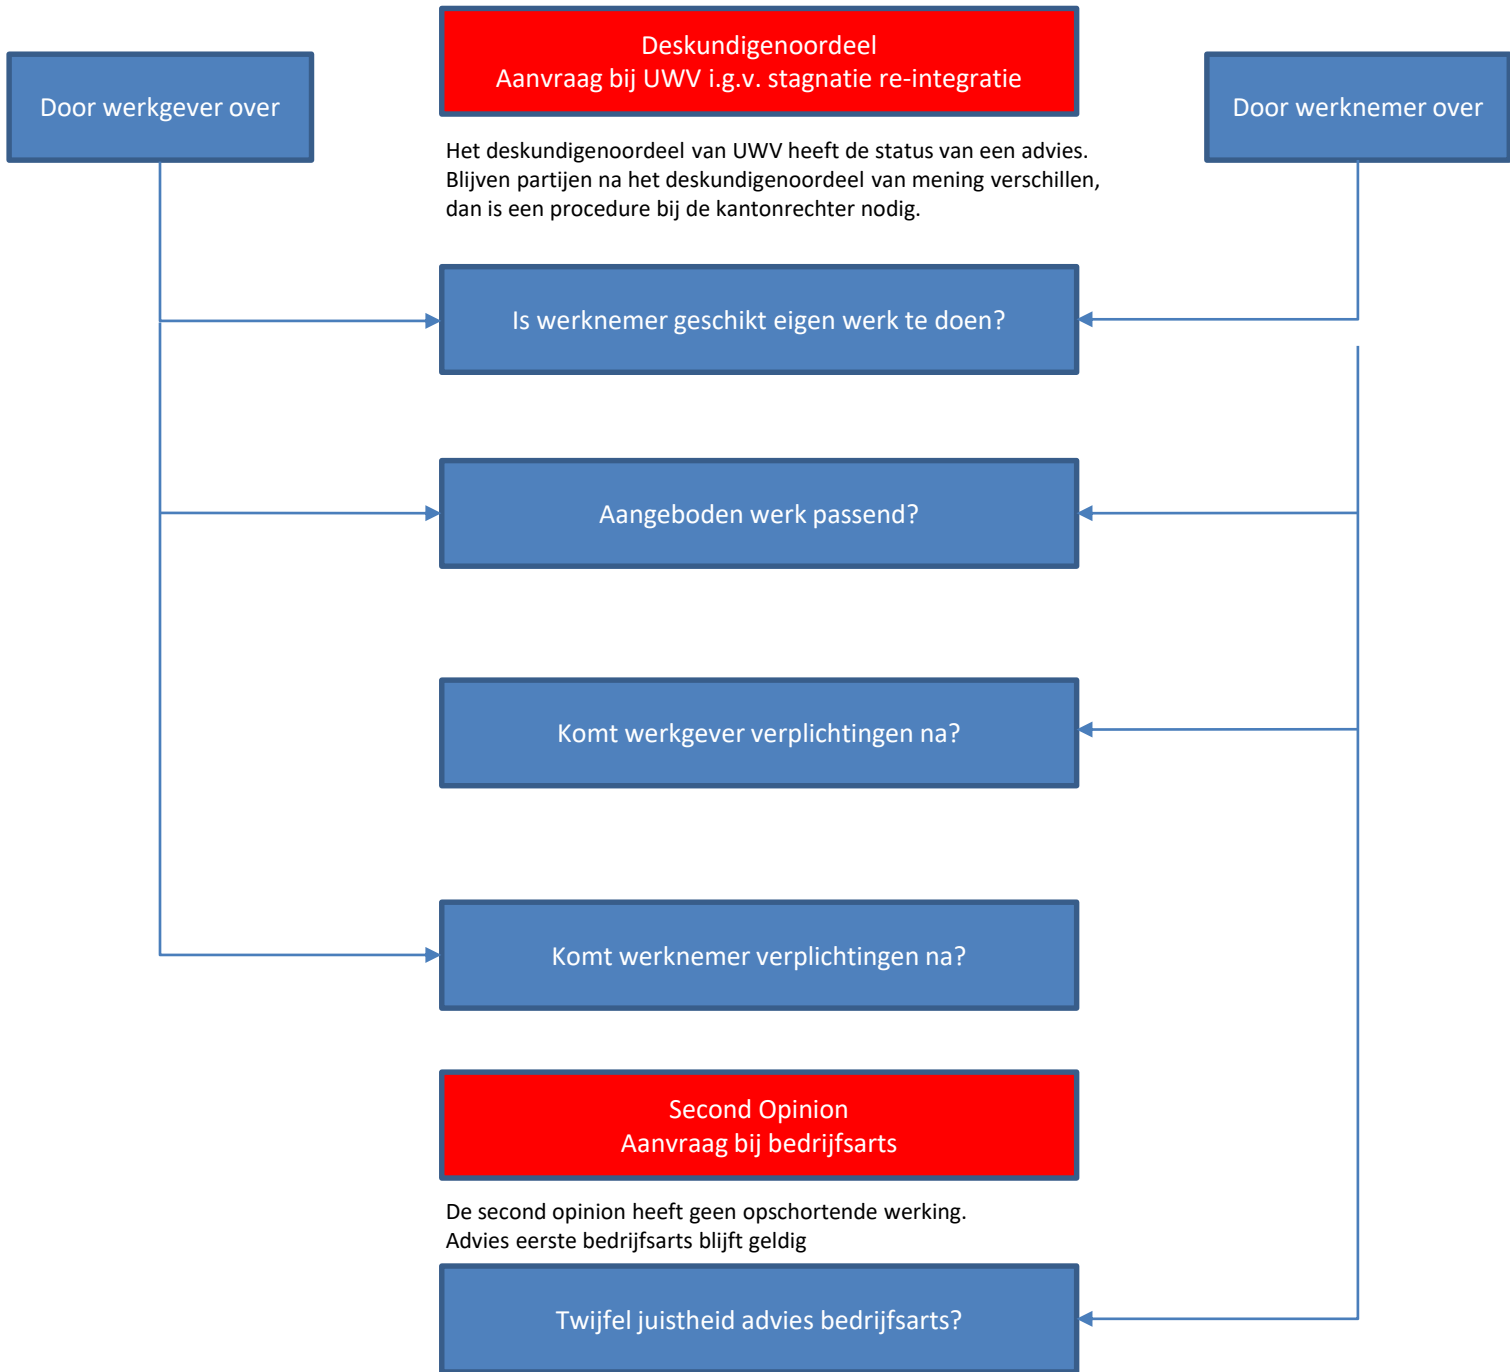 Deskundigenoordeel
Aanvraag bij UWV i.g.v. stagnatie re-integratie
Door werkgever over
Door werknemer over
Het deskundigenoordeel van UWV heeft de status van een advies.
Blijven partijen na het deskundigenoordeel van mening verschillen,
dan is een procedure bij de kantonrechter nodig.
Is werknemer geschikt eigen werk te doen?
Aangeboden werk passend?
Komt werkgever verplichtingen na?
Komt werknemer verplichtingen na?
Second Opinion
Aanvraag bij bedrijfsarts
De second opinion heeft geen opschortende werking.
Advies eerste bedrijfsarts blijft geldig
Twijfel juistheid advies bedrijfsarts?